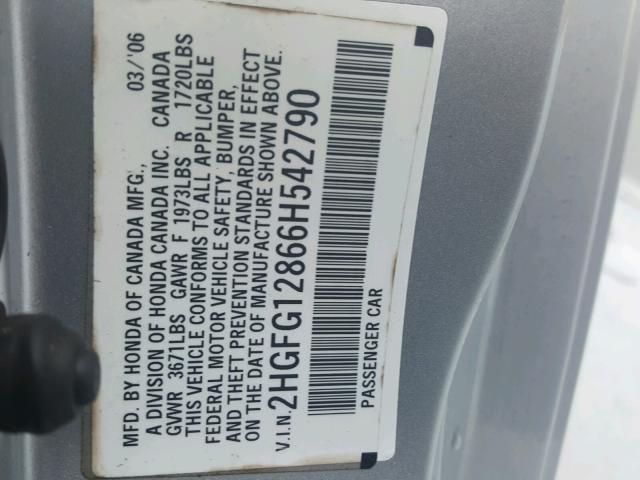 MFD. BY HONDA OF CANADA MFG., 03/'06
A DIVISION OF HONDA CANADA INC. CANADA
GVWR 3671LBS GAWR F 1973LBS R 1720LBS
THIS VEHICLE CONFORMS TO ALL APPLICABLE
FEDERAL MOTOR VEHICLE SAFETY, BUMPER,
AND THEFT PREVENTION STANDARDS IN EFFECT
ON THE DATE OF MANUFACTURE SHOWN ABOVE.
V.I.N. 2HGFG12866H542790
PASSENGER CAR